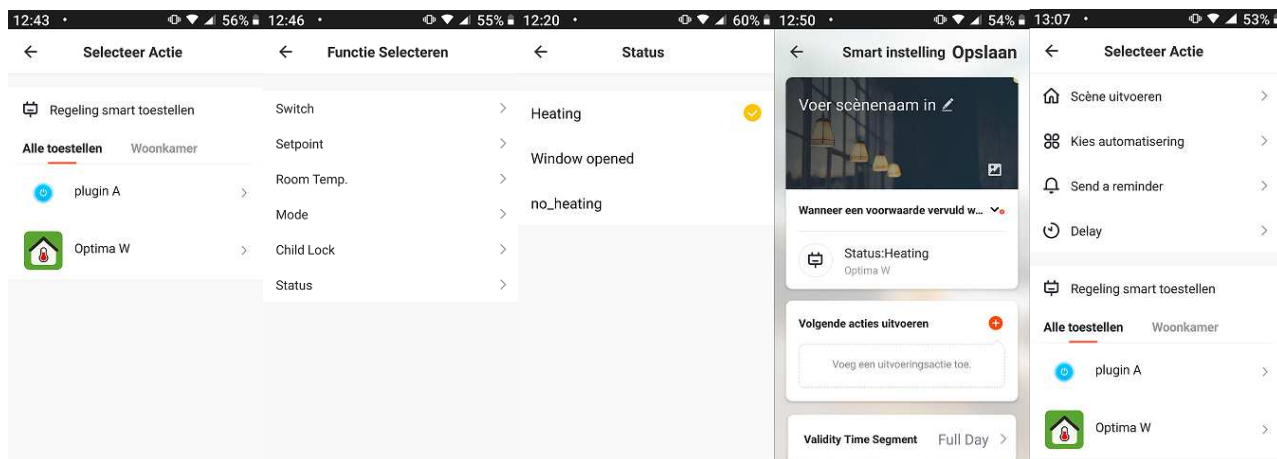 12:43 56%
Selecteer Actie
Regeling smart toestellen
Alle toestellen Woonkamer
plugin A
Optima W
12:46 55%
Functie Selecteren
Switch
Setpoint
Room Temp.
Mode
Child Lock
Status
12:20 60%
Status
Heating
Window opened
no_heating
12:50 54%
Smart instelling Opslaan
Voer scènenaam in
Wanneer een voorwaarde vervuld w...
Status:Heating
Optima W
Volgende acties uitvoeren
Voeg een uitvoeringsactie toe.
Validity Time Segment Full Day
13:07 53%
Selecteer Actie
Scène uitvoeren
Kies automatisering
Send a reminder
Delay
Regeling smart toestellen
Alle toestellen Woonkamer
plugin A
Optima W